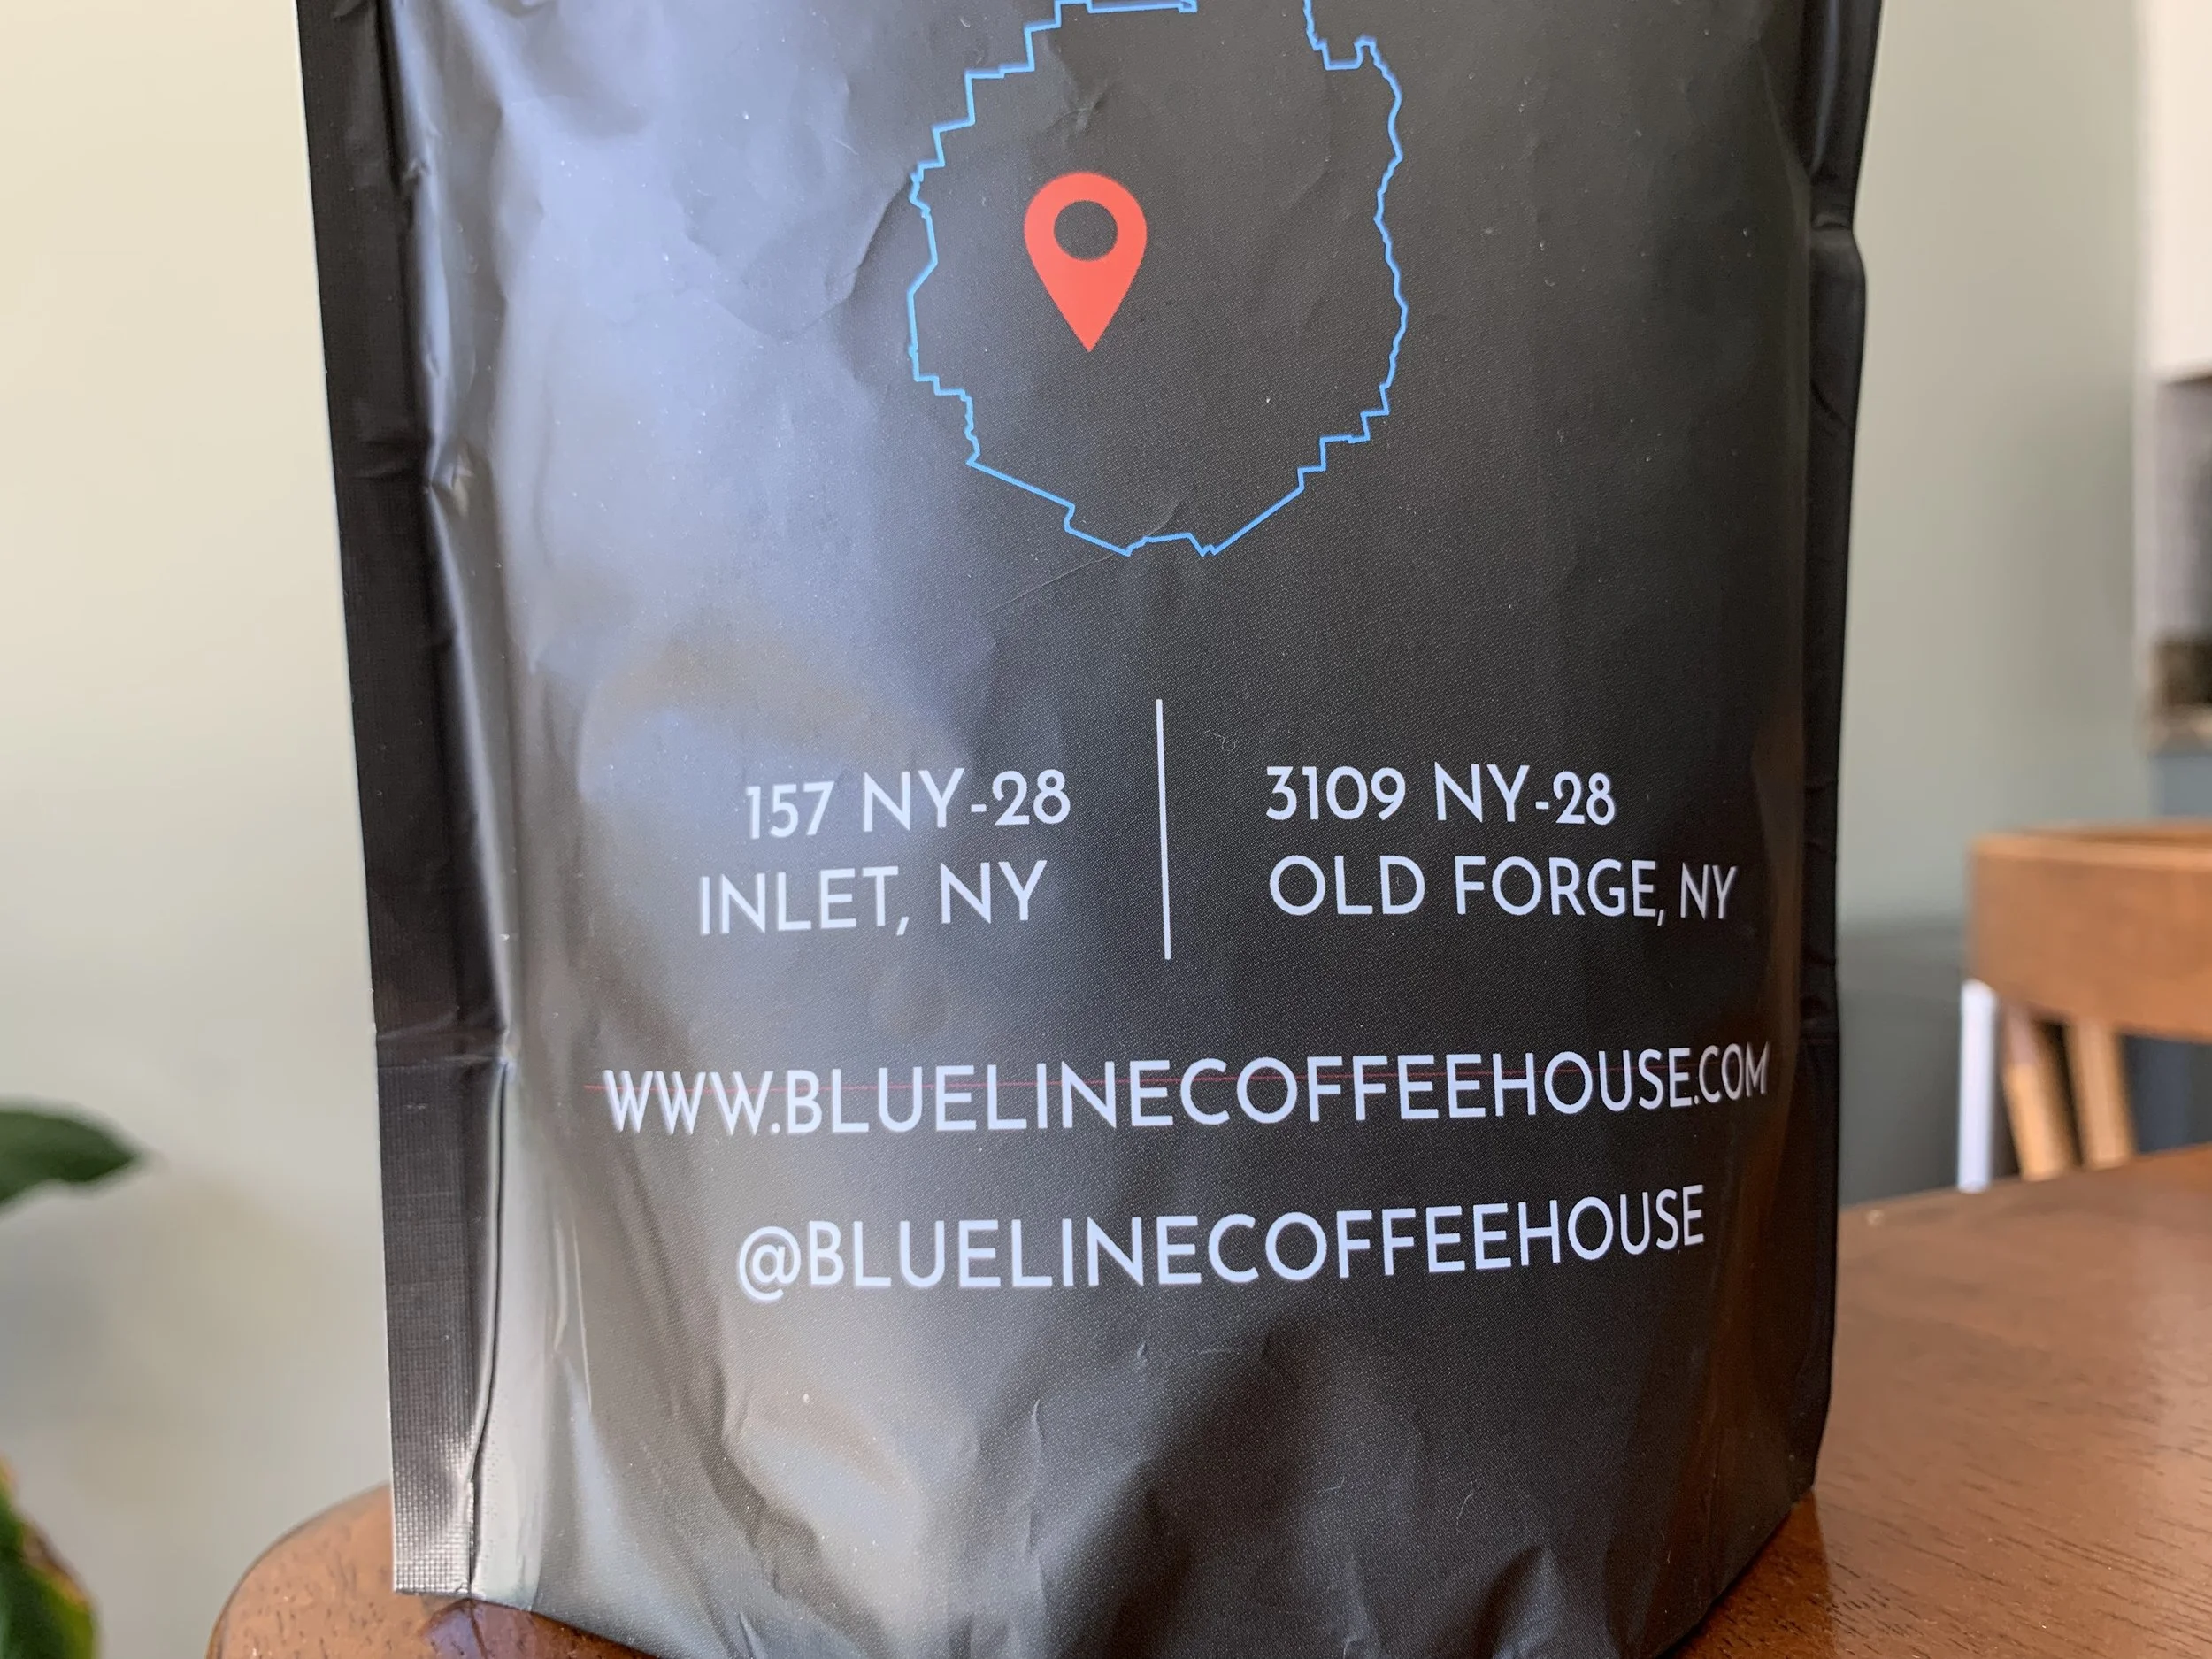 157 NY-28
INLET, NY
3109 NY-28
OLD FORGE, NY
WWW.BLUELINECOFFEEHOUSE.COM
@BLUELINECOFFEEHOUSE